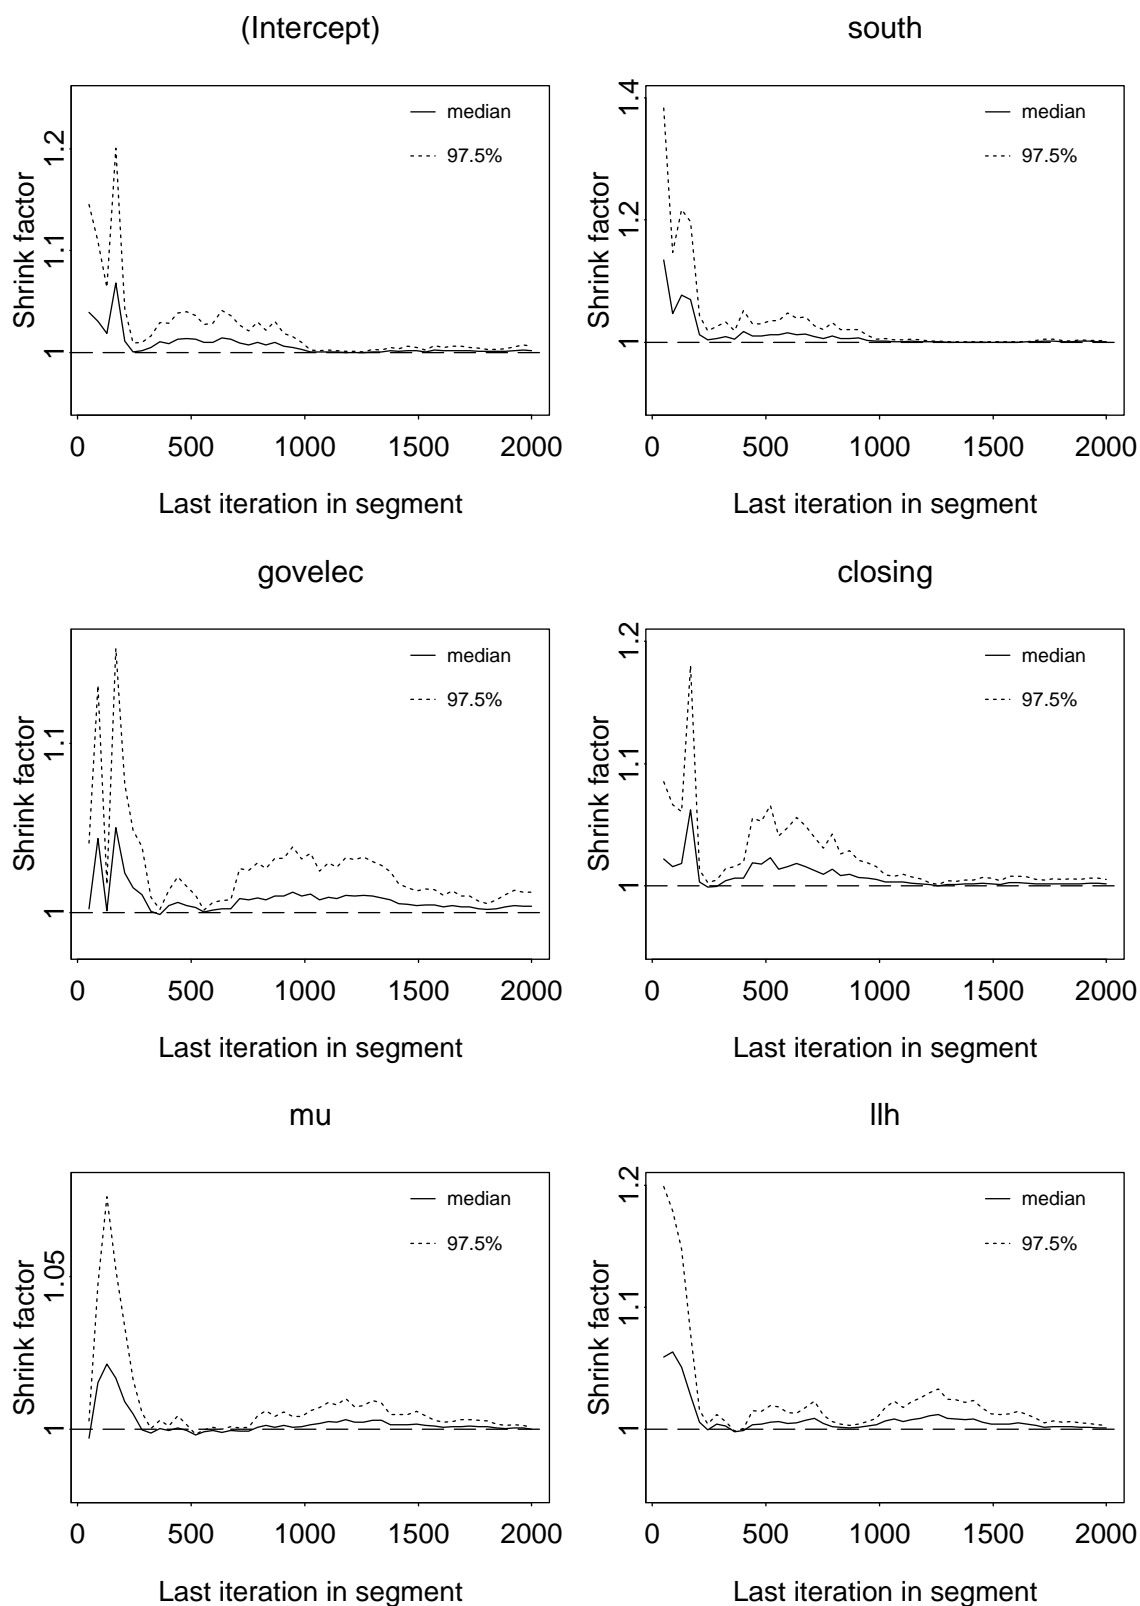 (Intercept)
Shrink factor
1 1.1 1.2
median
97.5%
0 500 1000 1500 2000
Last iteration in segment
south
Shrink factor
1 1.2 1.4
median
97.5%
0 500 1000 1500 2000
Last iteration in segment
govelec
Shrink factor
1 1.1
median
97.5%
0 500 1000 1500 2000
Last iteration in segment
closing
Shrink factor
1 1.1 1.2
median
97.5%
0 500 1000 1500 2000
Last iteration in segment
mu
Shrink factor
1 1.05
median
97.5%
0 500 1000 1500 2000
Last iteration in segment
llh
Shrink factor
1 1.1 1.2
median
97.5%
0 500 1000 1500 2000
Last iteration in segment